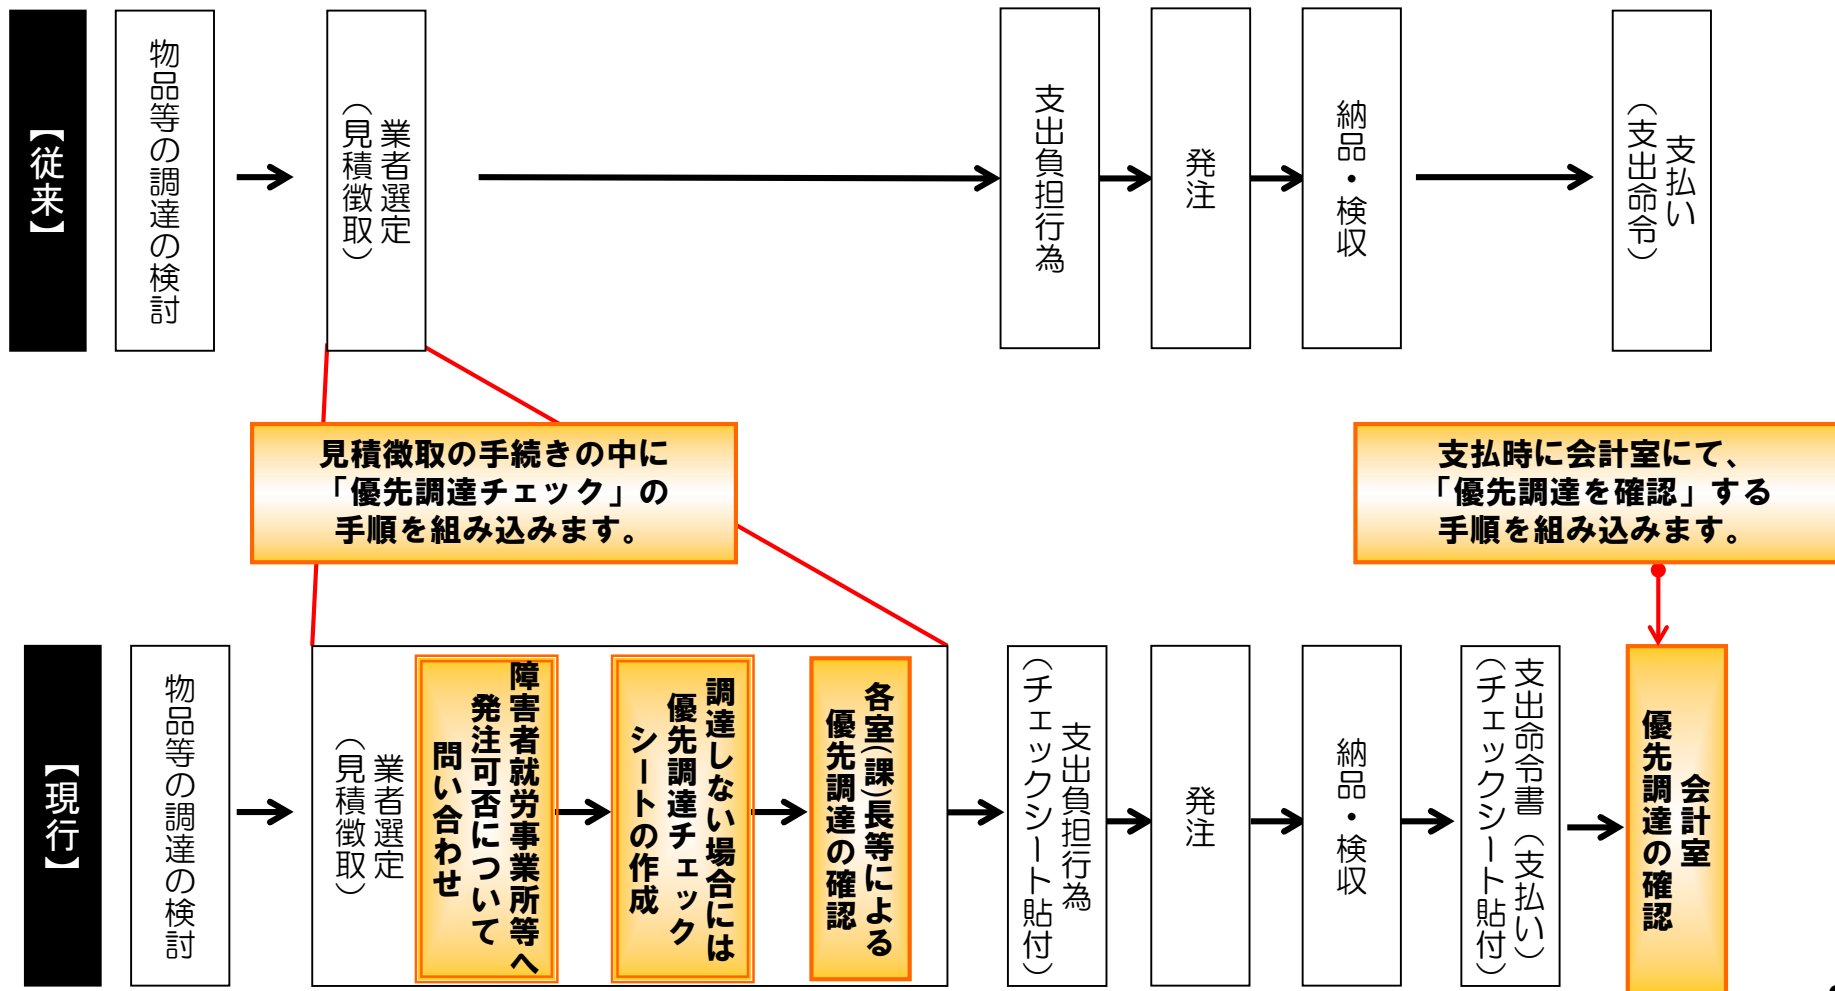 【従来】
物品等の調達の検討
業者選定
（見積徴取）
支出負担行為
発注
納品・検収
支払い
（支出命令）
見積徴取の手続きの中に
「優先調達チェック」の
手順を組み込みます。
支払時に会計室にて、
「優先調達を確認」する
手順を組み込みます。
【現行】
物品等の調達の検討
業者選定
（見積徴取）
障害者就労事業所等へ
発注可否について
問い合わせ
調達しない場合には
優先調達チェック
シートの作成
各室(課)長等による
優先調達の確認
支出負担行為
（チェックシート貼付）
発注
納品・検収
支出命令書（支払い）
（チェックシート貼付）
会計室
優先調達の確認